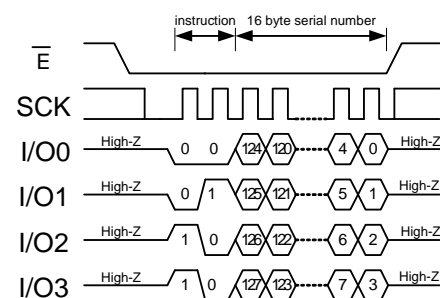 instruction 16 byte serial number
E
SCK
I/O0 High-Z 0 0 124 120 4 0 High-Z
I/O1 High-Z 0 1 125 121 5 1 High-Z
I/O2 High-Z 1 0 126 122 6 2 High-Z
I/O3 High-Z 1 0 127 123 7 3 High-Z